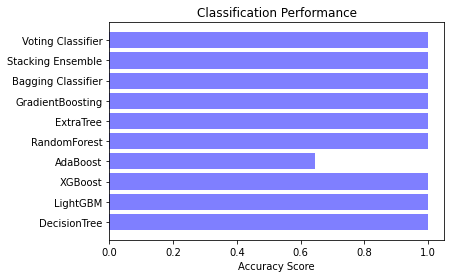 Classification Performance
Voting Classifier
Stacking Ensemble
Bagging Classifier
GradientBoosting
ExtraTree
RandomForest
AdaBoost
XGBoost
LightGBM
DecisionTree
0.0 0.2 0.4 0.6 0.8 1.0
Accuracy Score